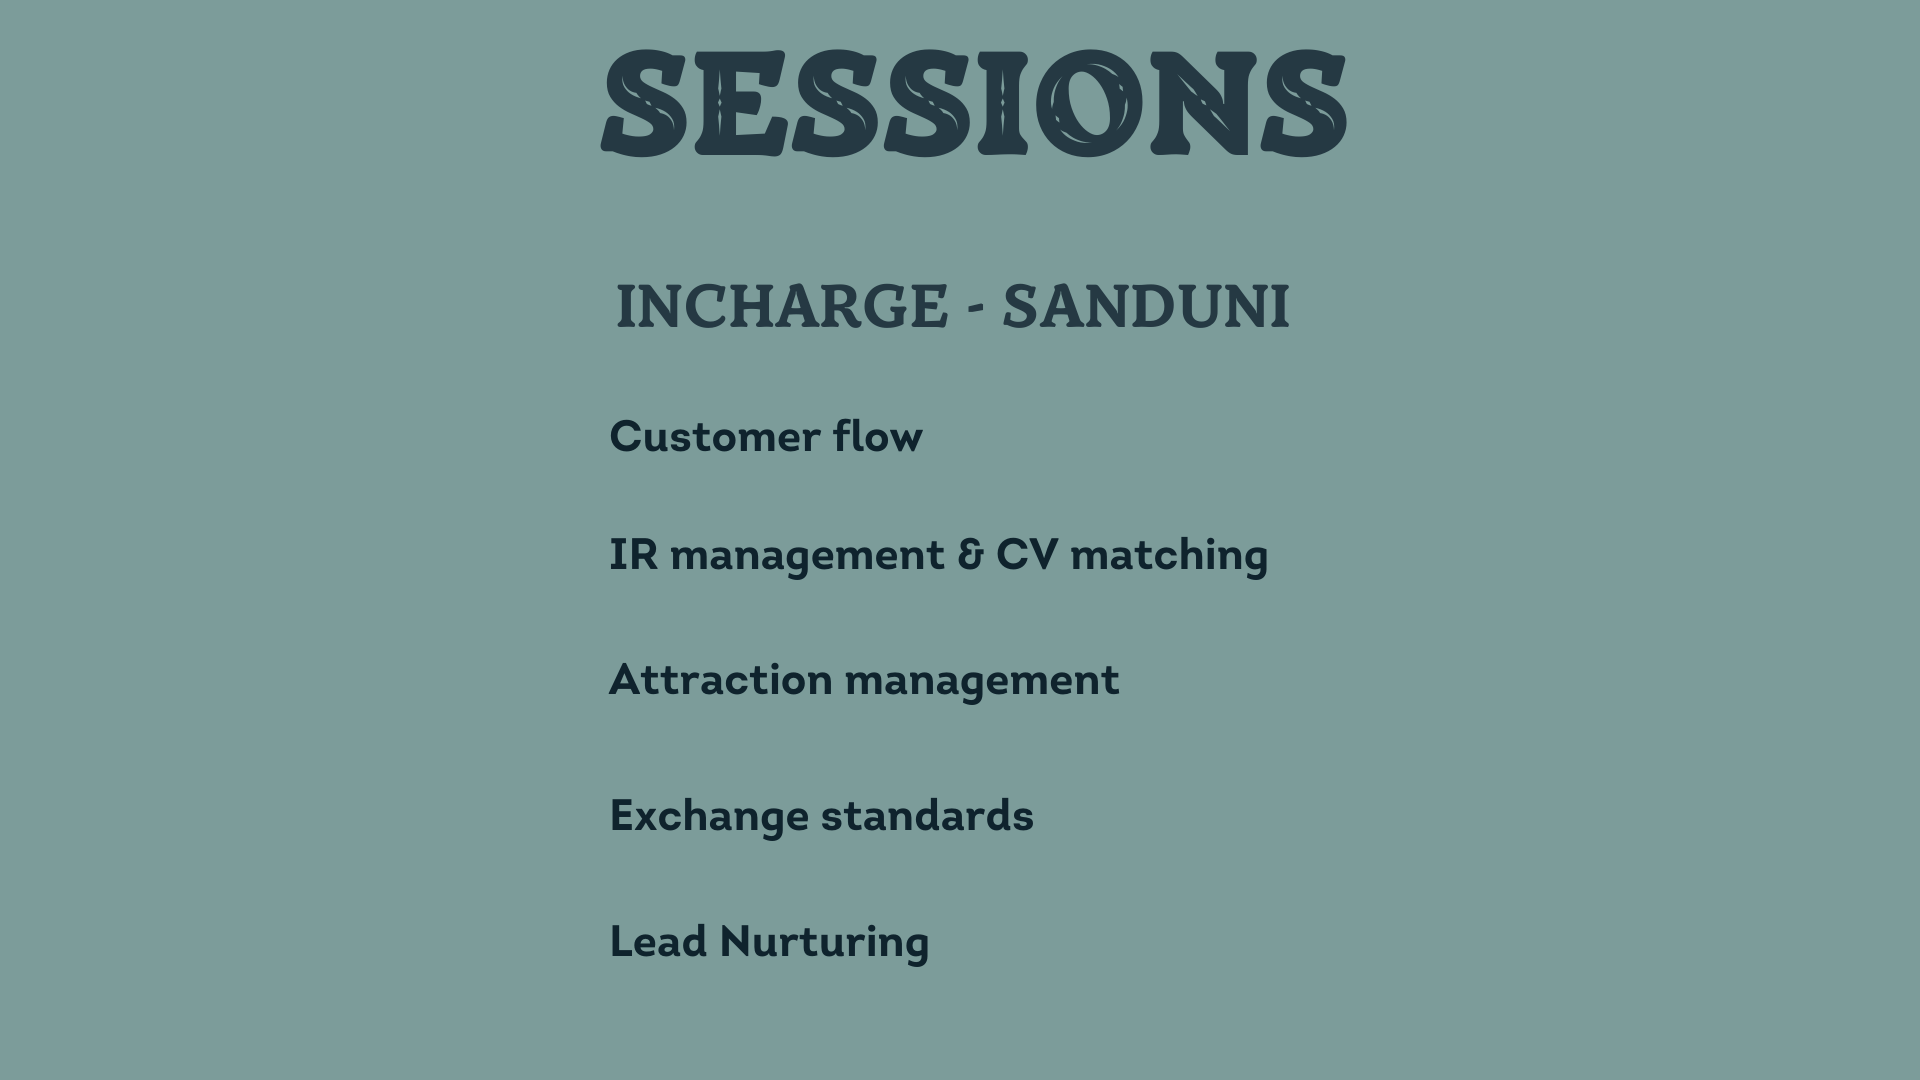 SESSIONS
INCHARGE - SANDUNI
Customer flow
IR management & CV matching
Attraction management
Exchange standards
Lead Nurturing